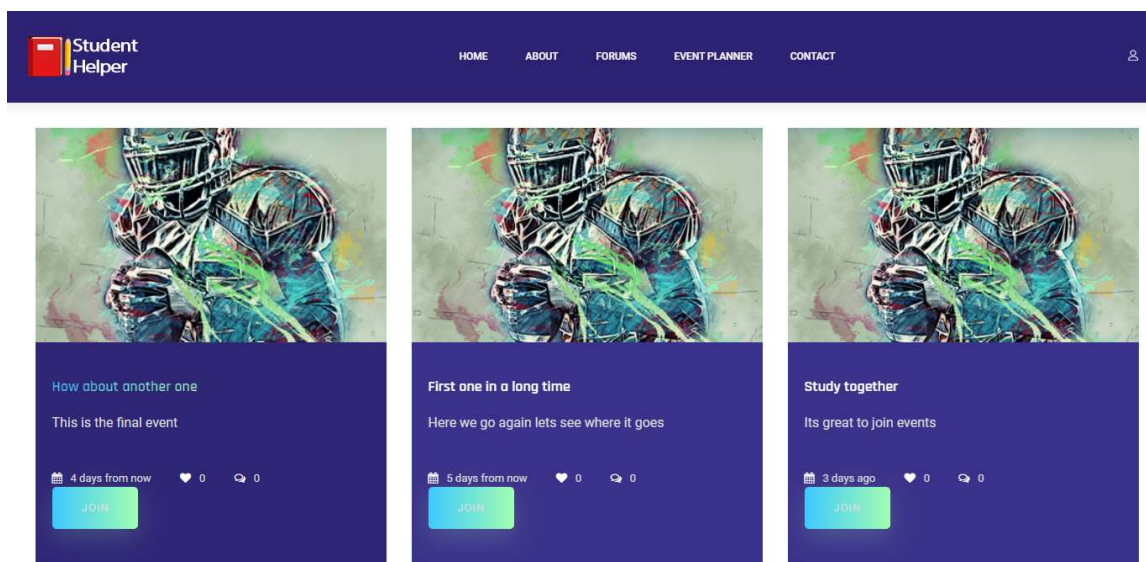 Student
Helper
HOME ABOUT FORUMS EVENT PLANNER CONTACT
How about another one
This is the final event
4 days from now 0 0
JOIN
First one in a long time
Here we go again lets see where it goes
5 days from now 0 0
JOIN
Study together
Its great to join events
3 days ago 0 0
JOIN